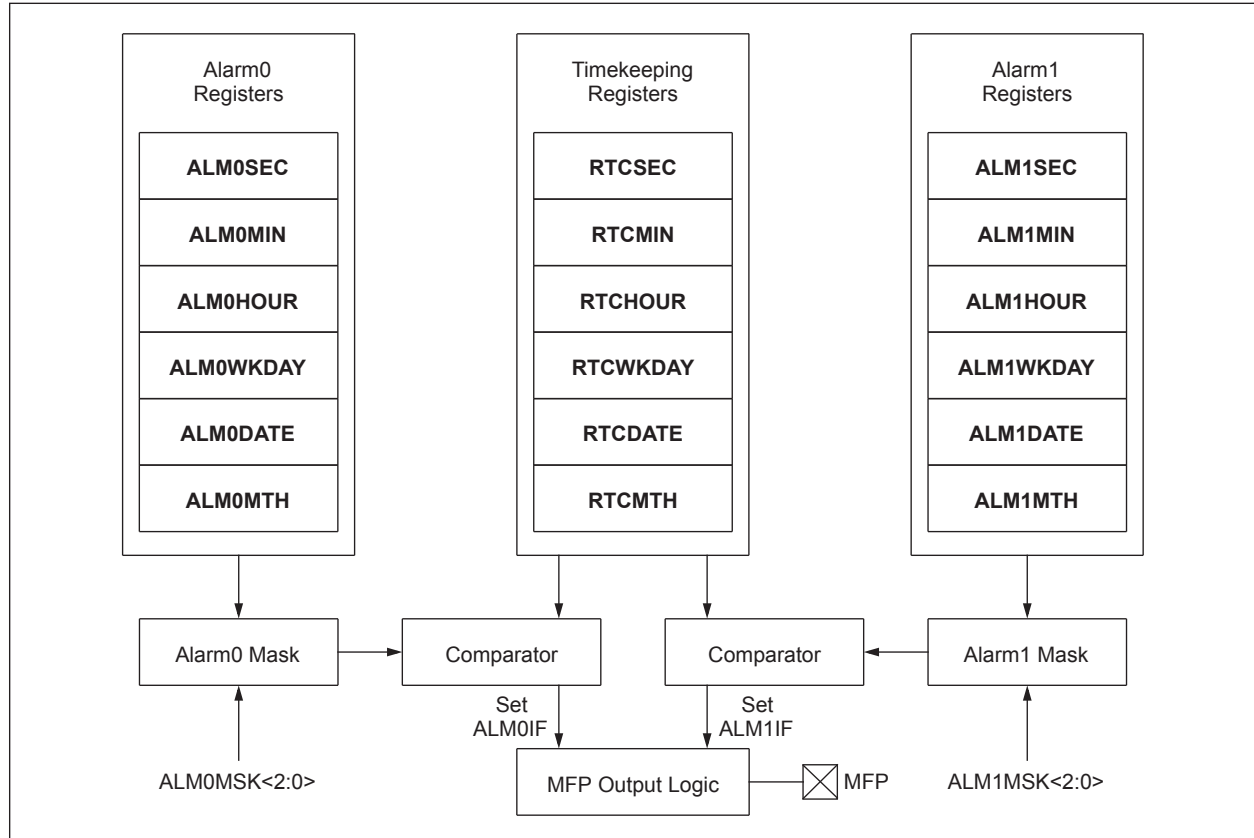 Alarm0
Registers
ALM0SEC
ALM0MIN
ALM0HOUR
ALM0WKDAY
ALM0DATE
ALM0MTH
Timekeeping
Registers
RTCSEC
RTCMIN
RTCHOUR
RTCWKDAY
RTCDATE
RTCMTH
Alarm1
Registers
ALM1SEC
ALM1MIN
ALM1HOUR
ALM1WKDAY
ALM1DATE
ALM1MTH
Alarm0 Mask
Comparator
Comparator
Alarm1 Mask
Set
ALM0IF
Set
ALM1IF
ALM0MSK<2:0>
MFP Output Logic
MFP
ALM1MSK<2:0>